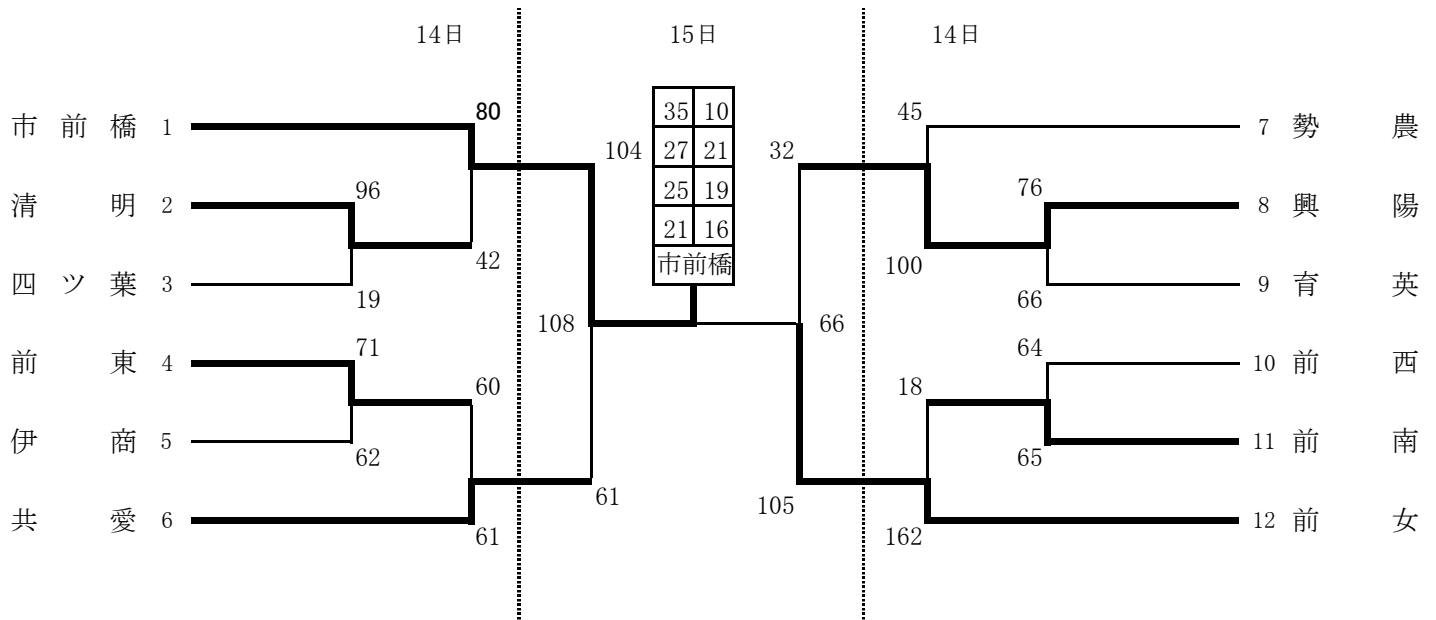 14日 15日 14日
35 10
80 45
市前橋 1 7 勢農
104 27 21 32
96 25 19 76
清明 2 8 興陽
21 16
42 市前橋 100
四ツ葉 3 9 育英
19 66
108 66
71 64
前東 4 10 前西
60 18
伊商 5 11 前南
62 65
61 105
共愛 6 12 前女
61 162